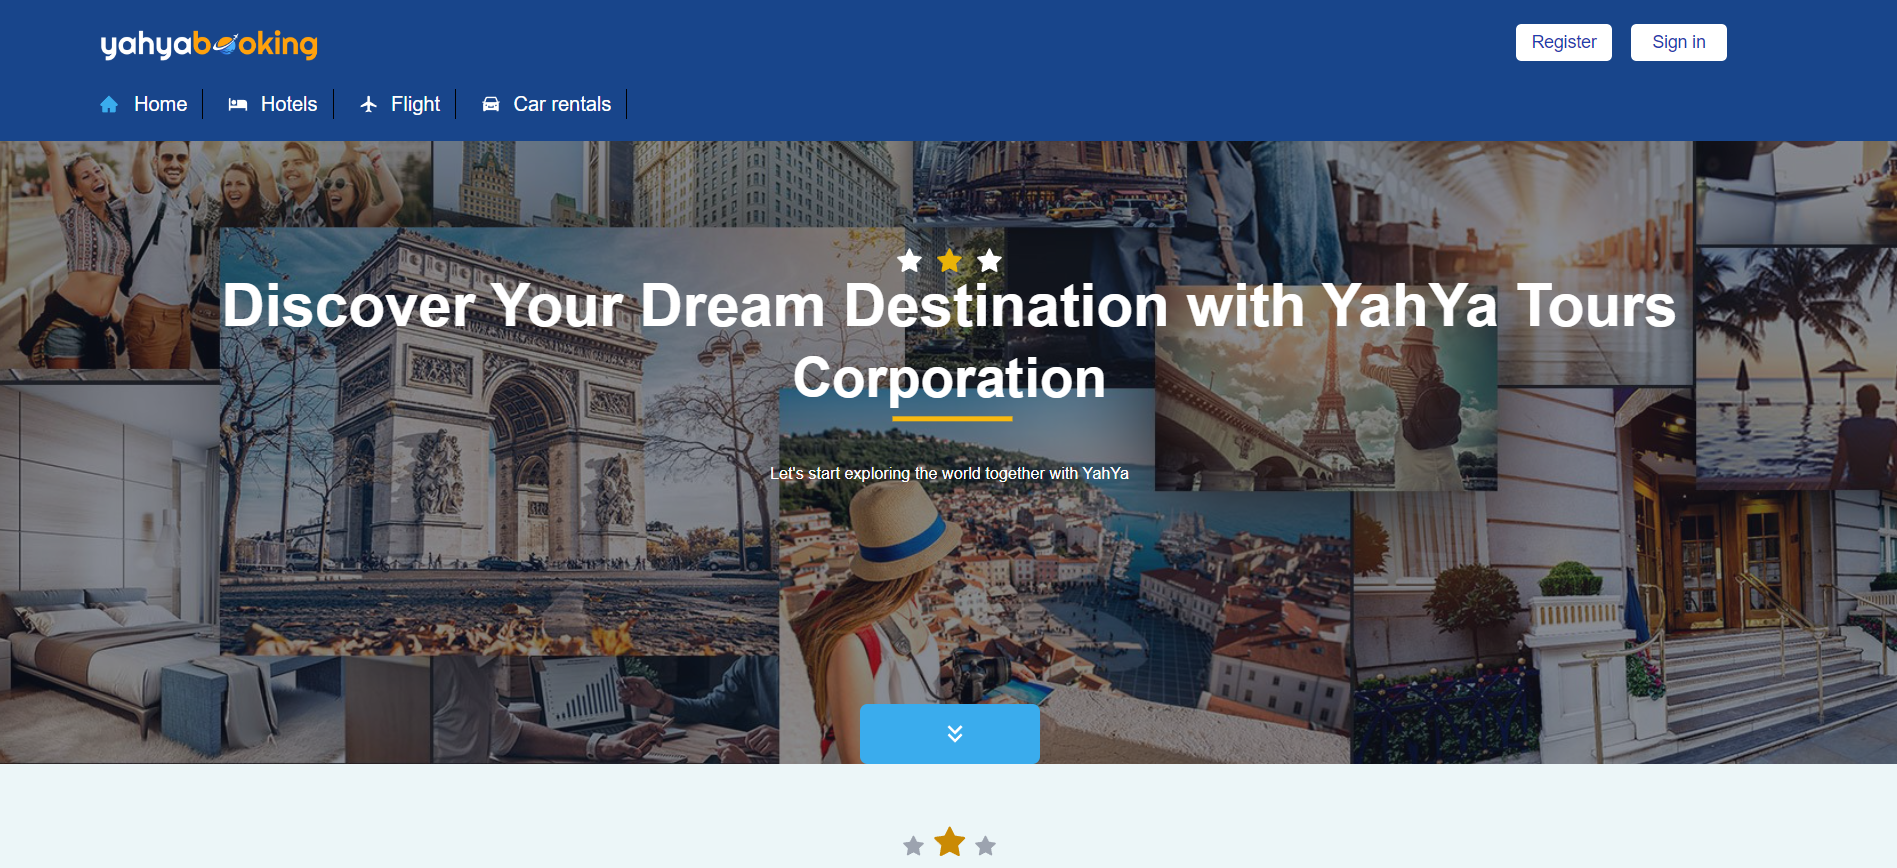 yahyabooking
Register
Sign in
Home
Hotels
Flight
Car rentals
Discover Your Dream Destination with YahYa Tours
Corporation
Let's start exploring the world together with YahYa